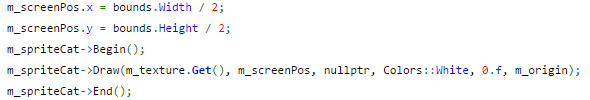 m_screenPos.x = bounds.Width / 2;
m_screenPos.y = bounds.Height / 2;
m_spriteCat->Begin();
m_spriteCat->Draw(m_texture.Get(), m_screenPos, nullptr, Colors::White, 0.f, m_origin);
m_spriteCat->End();